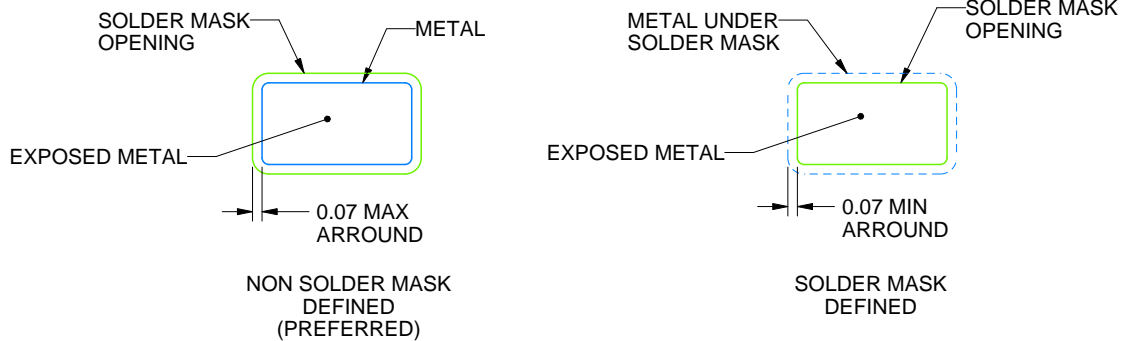 SOLDER MASK
OPENING
METAL
EXPOSED METAL
0.07 MAX
ARROUND
NON SOLDER MASK
DEFINED
(PREFERRED)
METAL UNDER
SOLDER MASK
SOLDER MASK
OPENING
EXPOSED METAL
0.07 MIN
ARROUND
SOLDER MASK
DEFINED